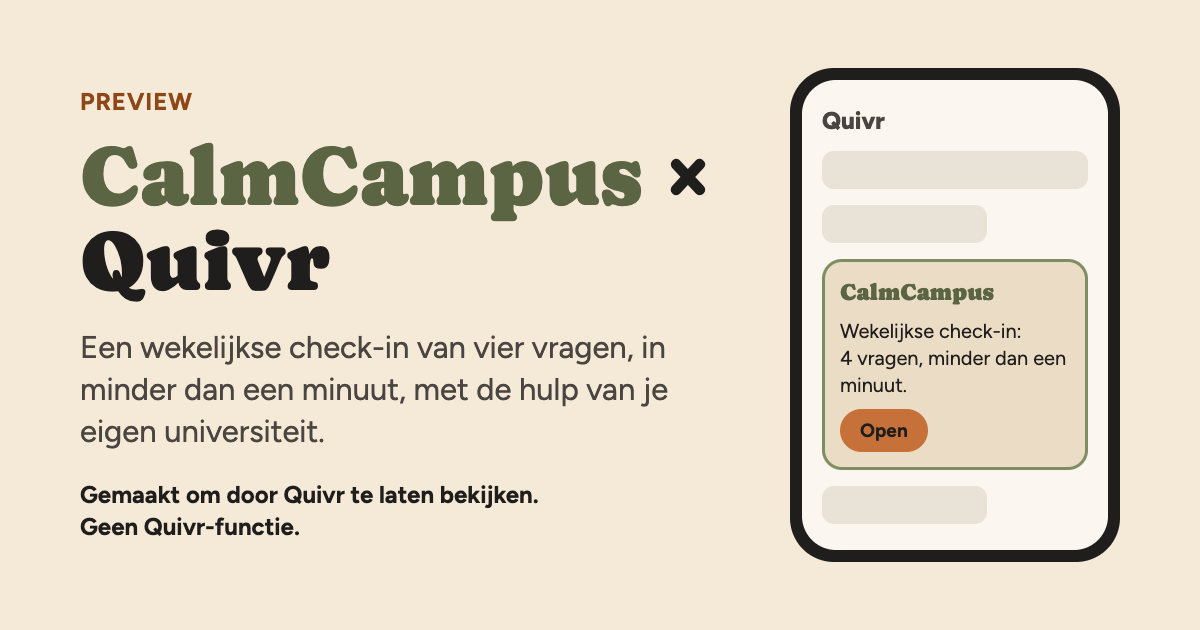 PREVIEW
CalmCampus ×
Quivr
Een wekelijkse check-in van vier vragen, in
minder dan een minuut, met de hulp van je
eigen universiteit.
Gemaakt om door Quivr te laten bekijken.
Geen Quivr-functie.
Quivr
CalmCampus
Wekelijkse check-in:
4 vragen, minder dan een
minuut.
Open